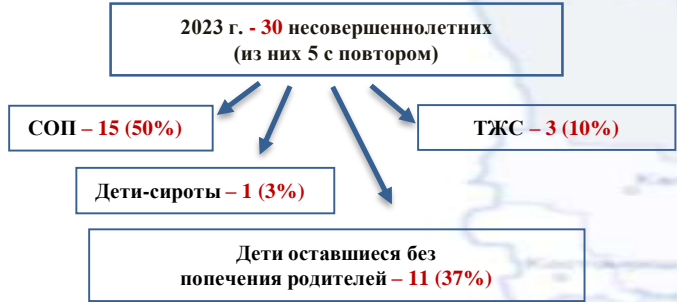 2023 г. - 30 несовершеннолетних
(из них 5 с повтором)
СОП – 15 (50%)
ТЖС – 3 (10%)
Дети-сироты – 1 (3%)
Дети оставшиеся без
попечения родителей – 11 (37%)